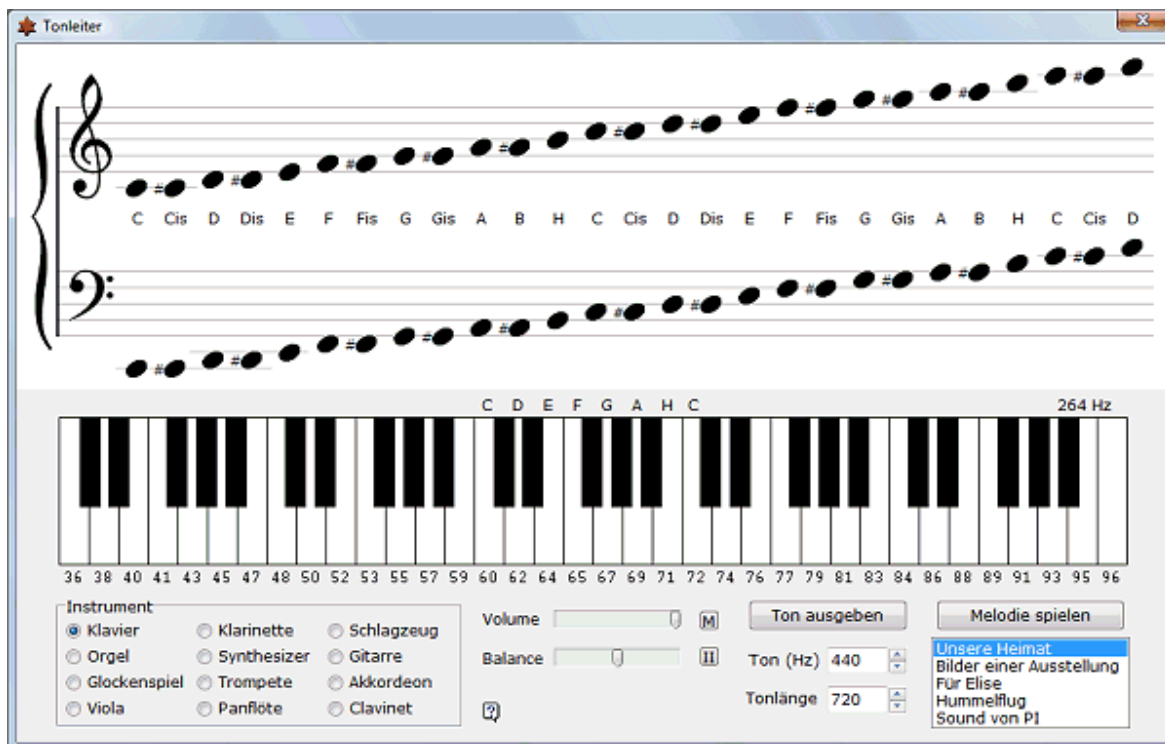 Tonleiter
C Cis D Dis E F Fis G Gis A B H C Cis D Dis E F Fis G Gis A B H C Cis D
C D E F G A H C 264 Hz
36 38 40 41 43 45 47 48 50 52 53 55 57 59 60 62 64 65 67 69 71 72 74 76 77 79 81 83 84 86 88 89 91 93 95 96
Instrument
Klavier Klarinette Schlagzeug
Orgel Synthesizer Gitarre
Glockenspiel Trompete Akkordeon
Viola Panflöte Clavinet
Volume M
Balance II
?
Ton ausgeben
Ton (Hz) 440
Tonlänge 720
Melodie spielen
Unsere Heimat
Bilder einer Ausstellung
Für Elise
Hummelflug
Sound von PI